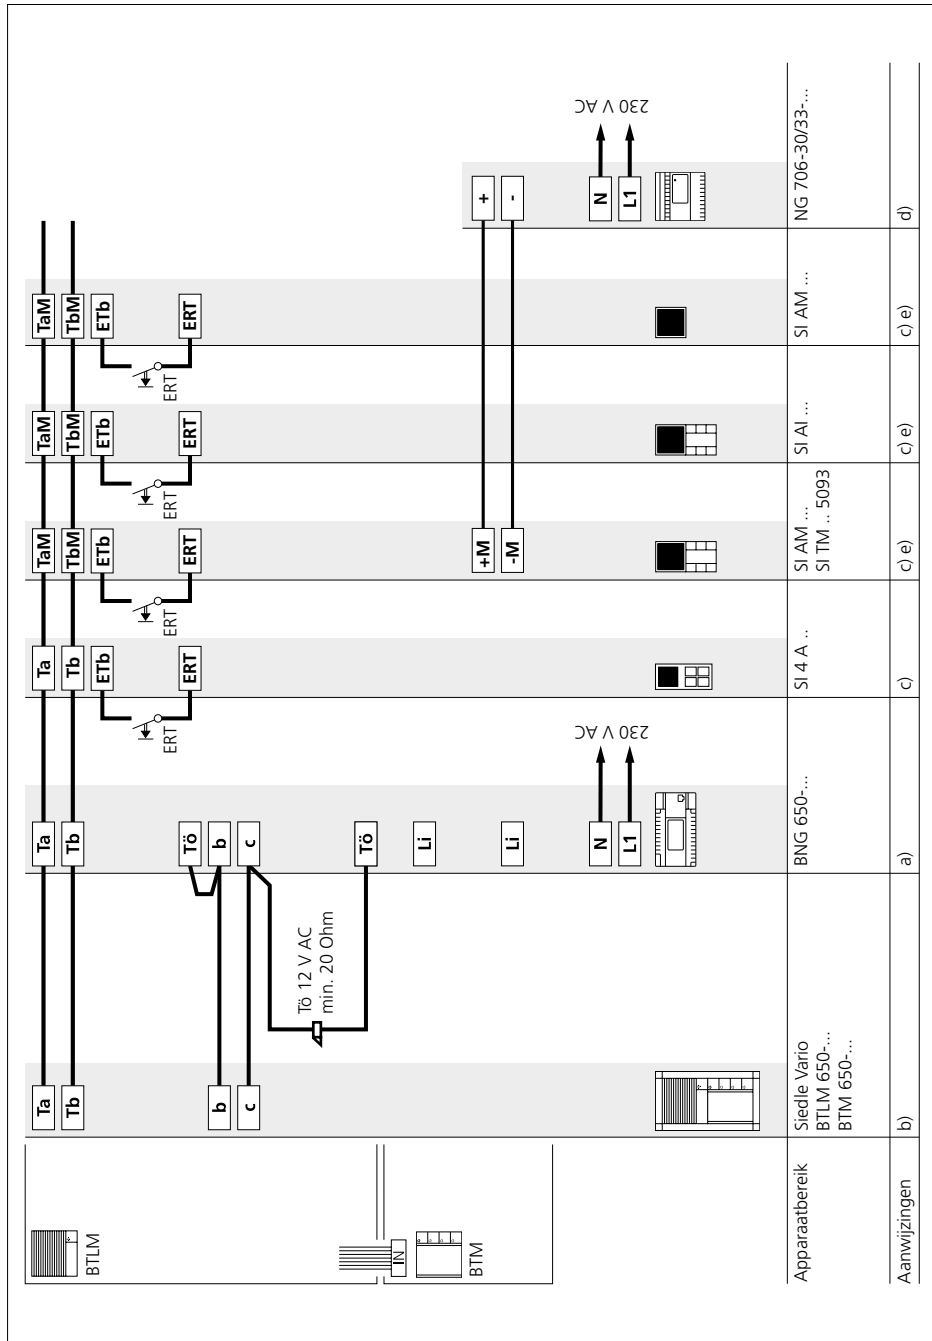 Ta Ta Ta TaM TaM TaM
Tb Tb Tb TbM TbM TbM
BTLM
ETb ETb ETb ETb
ERT ERT ERT ERT
Tö ERT ERT ERT ERT
b b
c c
Tö 12 V AC
min. 20 Ohm
Tö
IN
Li
BTM
+M +
Li -M -
N N
230 V AC 230 V AC
L1 L1
Apparaatbereik
Siedle Vario
BTLM 650-...
BTM 650-...
BNG 650-...
SI 4 A ..
SI AM ...
SI TM .. 5093
SI AI ...
SI AM ...
NG 706-30/33-...
Aanwijzingen
b)
a)
c)
c) e)
c) e)
c) e)
d)